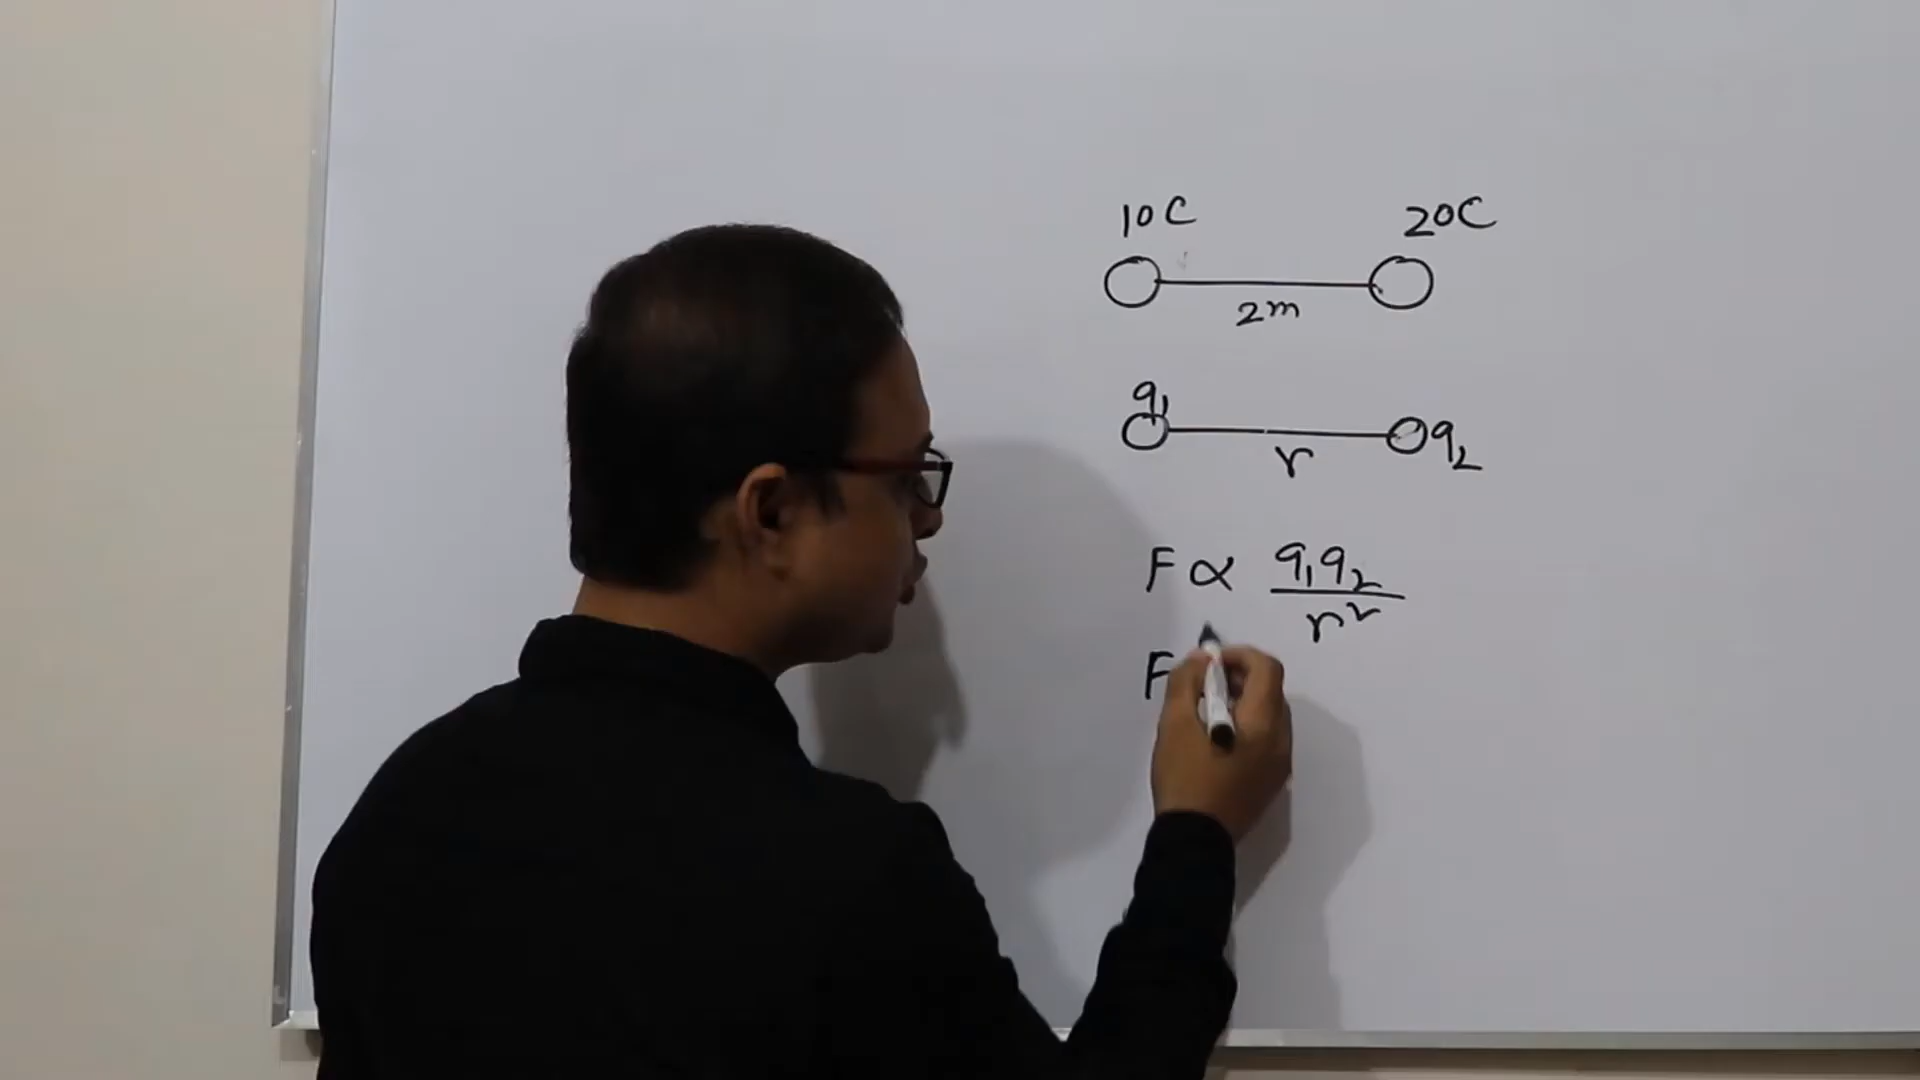 10C 20C
2m
q₁
r q₂
F ∝ q₁q₂
r²
F